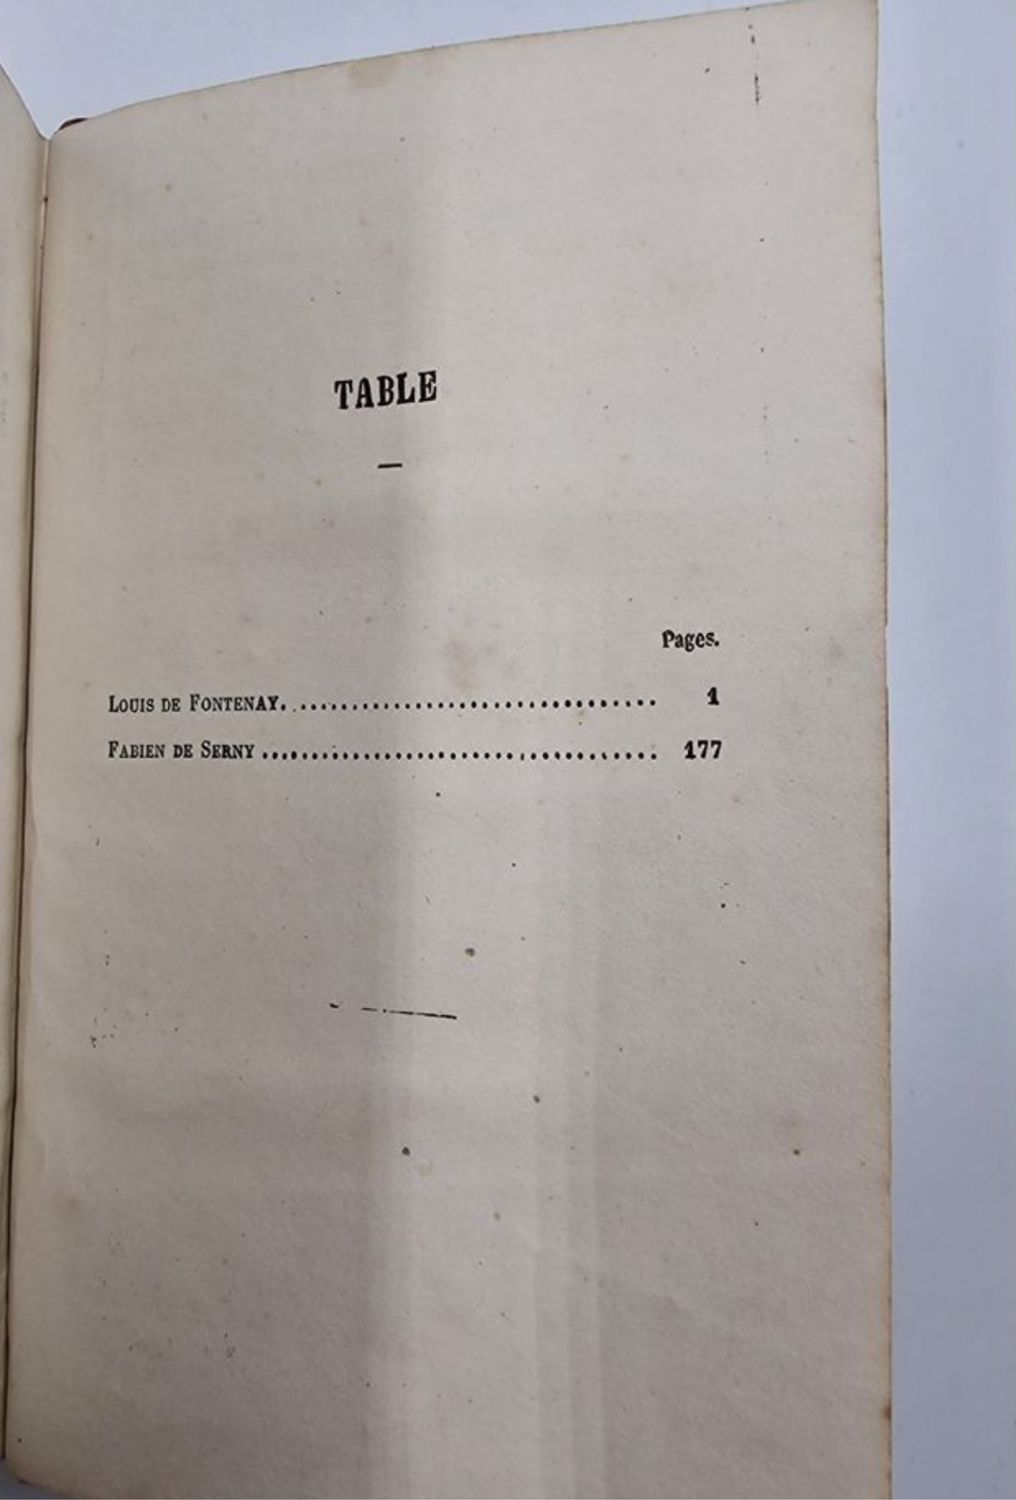 TABLE
—
Pages.
LOUIS DE FONTENAY. .................................. 1
FABIEN DE SERNY ...................................... 177